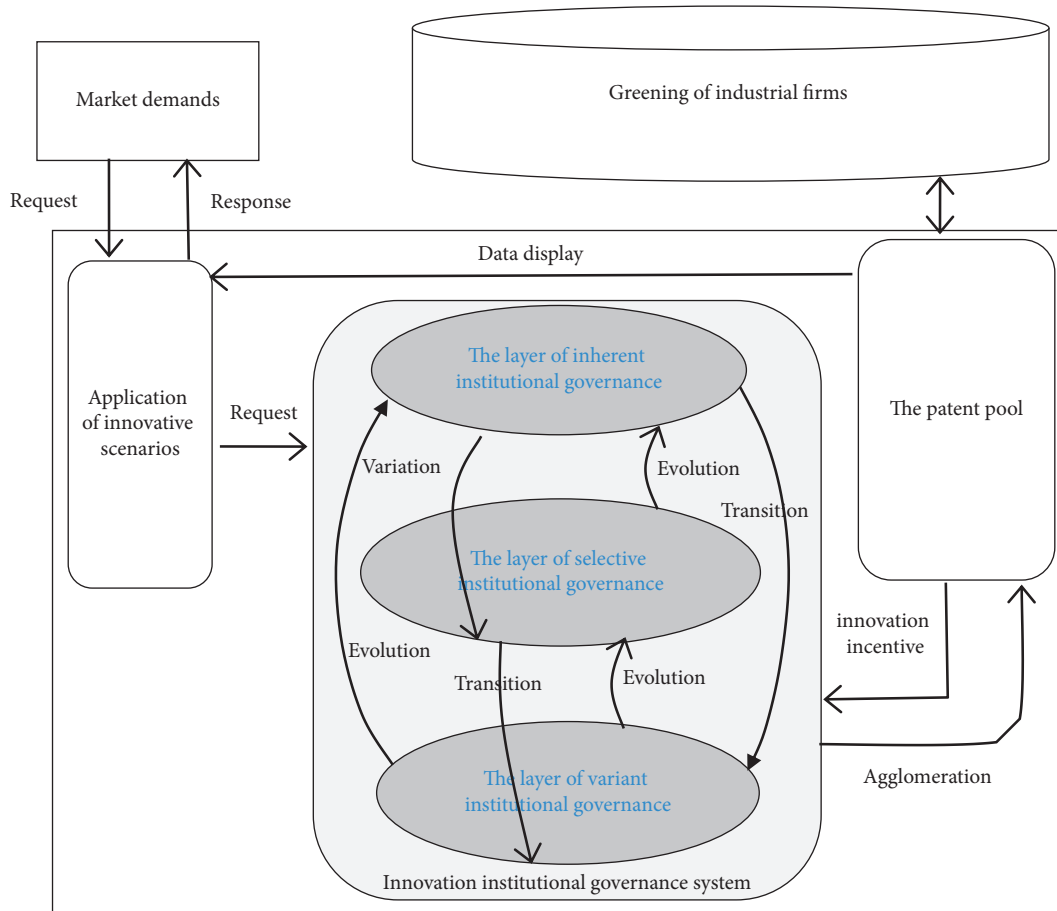 Market demands
Greening of industrial firms
Request
Response
Data display
The layer of inherent
institutional governance
Application
of innovative
scenarios
Request
The patent pool
Variation
Evolution
Transition
The layer of selective
institutional governance
innovation
incentive
Evolution
Transition
Evolution
The layer of variant
institutional governance
Agglomeration
Innovation institutional governance system